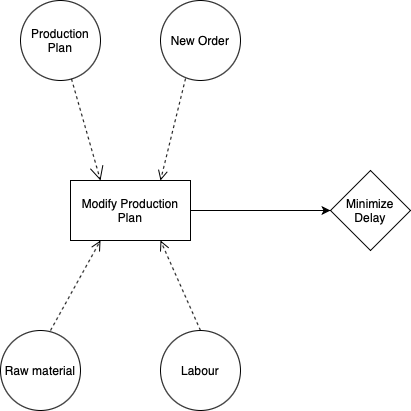 Production
Plan
New Order
Modify Production
Plan
Minimize
Delay
Raw material
Labour